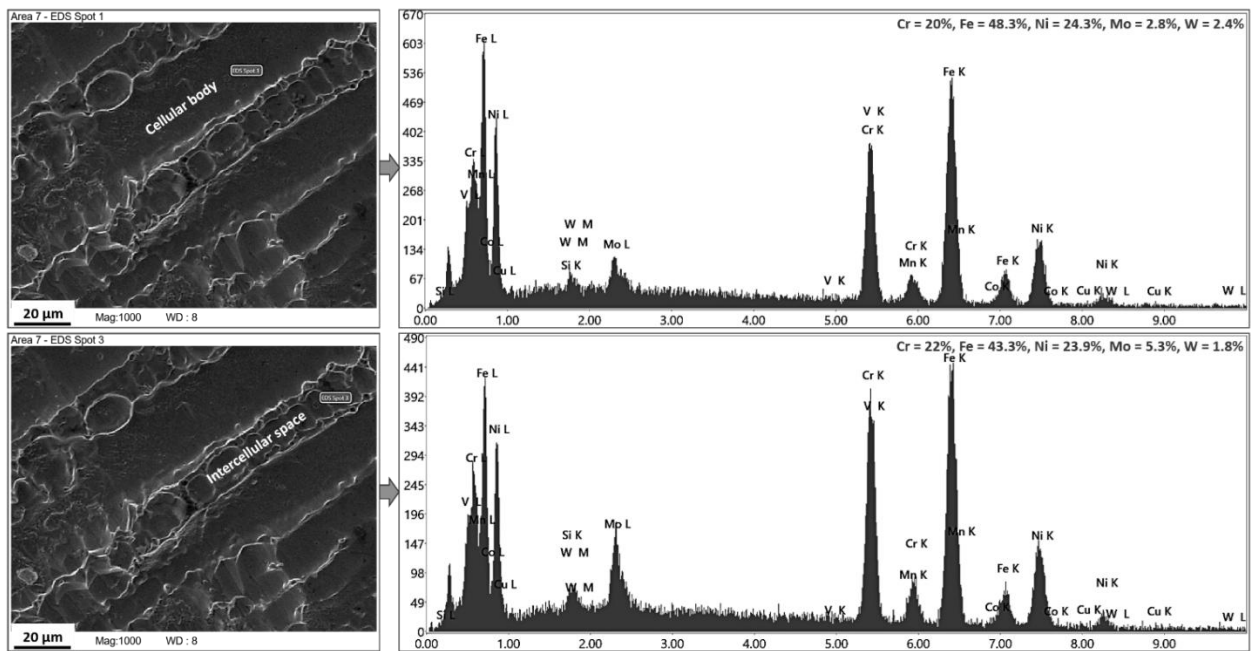 Area 7 - EDS Spot 1
EDS Spot 1
Cellular body
20 µm Mag:1000 WD : 8
Cr = 20%, Fe = 48.3%, Ni = 24.3%, Mo = 2.8%, W = 2.4%
670
603
536
469
402
335
268
201
134
67
0
Fe L
Ni L
Cr L
Mn L
V
Co L
Cu L
Si L
W M
W M
Si K
Mo L
V K
V K
Cr K
Cr K
Mn K
Fe K
Mn K
Fe K
Co K
Ni K
Co K
Ni K
Cu K
W L
Cu K
W L
0.00 1.00 2.00 3.00 4.00 5.00 6.00 7.00 8.00 9.00
Area 7 - EDS Spot 3
EDS Spot 3
Intercellular space
20 µm Mag:1000 WD : 8
Cr = 22%, Fe = 43.3%, Ni = 23.9%, Mo = 5.3%, W = 1.8%
490
441
392
343
294
245
196
147
98
49
0
Fe L
Ni L
Cr L
V L
Mn L
Co L
Cu L
Si L
Si K
W M
W M
Mo L
V K
Cr K
V K
Cr K
Mn K
Fe K
Mn K
Fe K
Co K
Ni K
Co K
Ni K
Cu K
W L
Cu K
W L
0.00 1.00 2.00 3.00 4.00 5.00 6.00 7.00 8.00 9.00